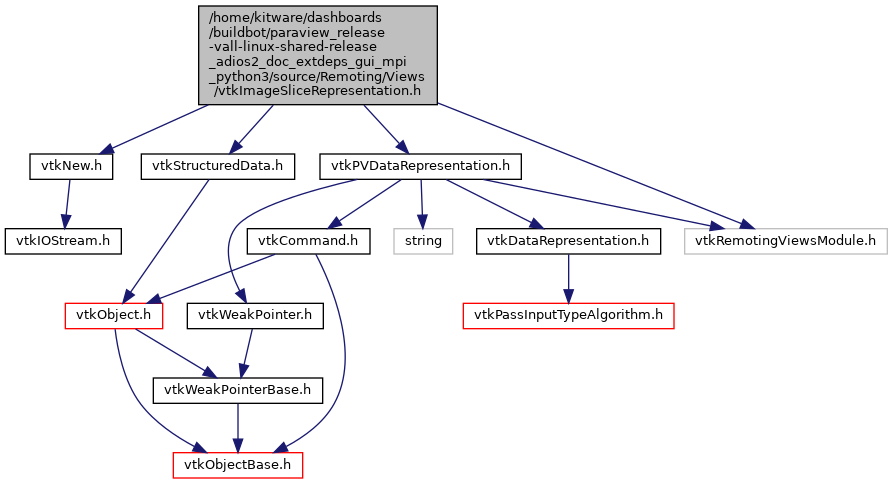 /home/kitware/dashboards
/buildbot/paraview_release
-vall-linux-shared-release
_adios2_doc_extdeps_gui_mpi
_python3/source/Remoting/Views
/vtkImageSliceRepresentation.h
vtkNew.h
vtkStructuredData.h
vtkPVDataRepresentation.h
vtkIOStream.h
vtkCommand.h
string
vtkDataRepresentation.h
vtkRemotingViewsModule.h
vtkObject.h
vtkWeakPointer.h
vtkPassInputTypeAlgorithm.h
vtkWeakPointerBase.h
vtkObjectBase.h